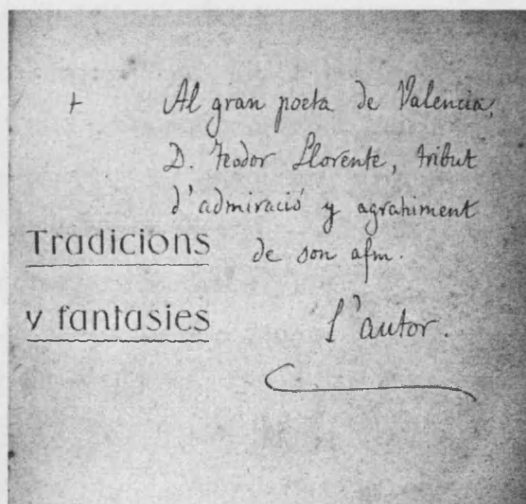 + Al gran poeta de Valencia,
D. Teodor Llorente, tribut
d'admiració y agrahiment
de son afm.
L'autor.
Tradicions
y fantasies